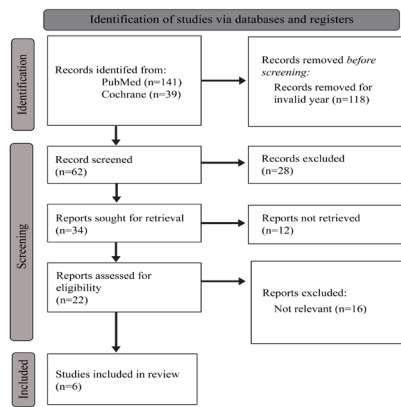 Identification of studies via databases and registers
Identification
Records identifed from:
PubMed (n=141)
Cochrane (n=39)
Records removed before
screening:
Records removed for
invalid year (n=118)
Screening
Record screened
(n=62)
Records excluded
(n=28)
Reports sought for retrieval
(n=34)
Reports not retrieved
(n=12)
Reports assessed for
eligibility
(n=22)
Reports excluded:
Not relevant (n=16)
Included
Studies included in review
(n=6)